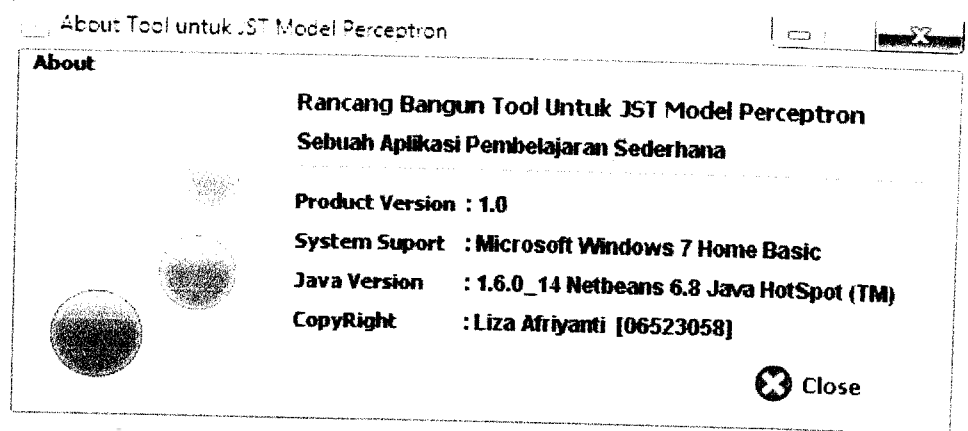 About Tool untuk JST Model Perceptron
About
Rancang Bangun Tool Untuk JST Model Perceptron
Sebuah Aplikasi Pembelajaran Sederhana
Product Version : 1.0
System Suport : Microsoft Windows 7 Home Basic
Java Version : 1.6.0_14 Netbeans 6.8 Java HotSpot (TM)
CopyRight : Liza Afriyanti [06523058]
Close